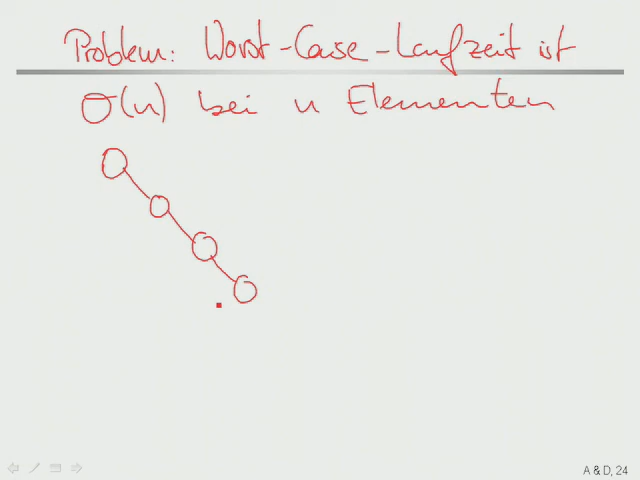 Problem: Worst-Case-Laufzeit ist
Θ(n) bei n Elementen
A & D, 24